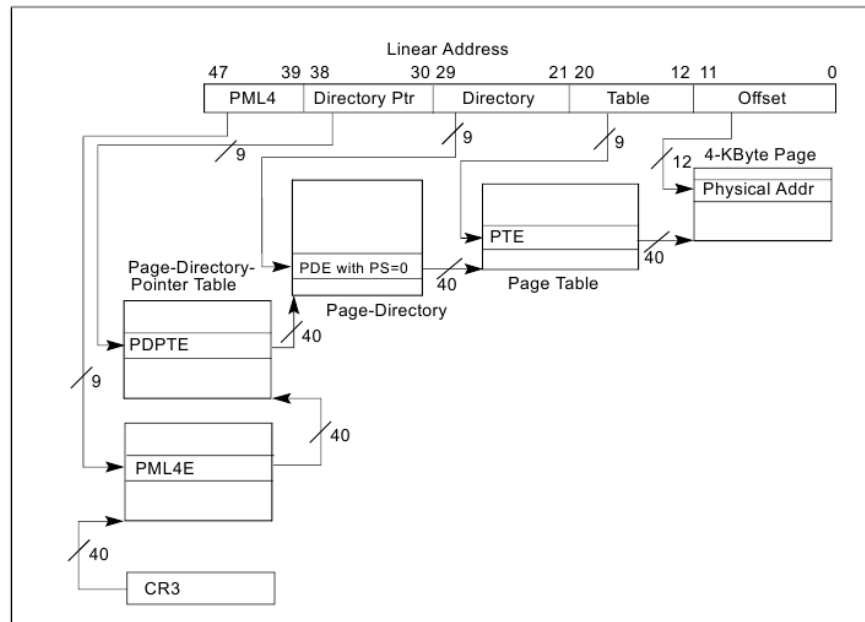 Linear Address
47 39 38 30 29 21 20 12 11 0
PML4 Directory Ptr Directory Table Offset
9
9
9
12
4-KByte Page
Physical Addr
PTE
40
Page Table
PDE with PS=0
40
Page-Directory
Page-Directory-
Pointer Table
PDPTE
40
9
40
PML4E
40
CR3